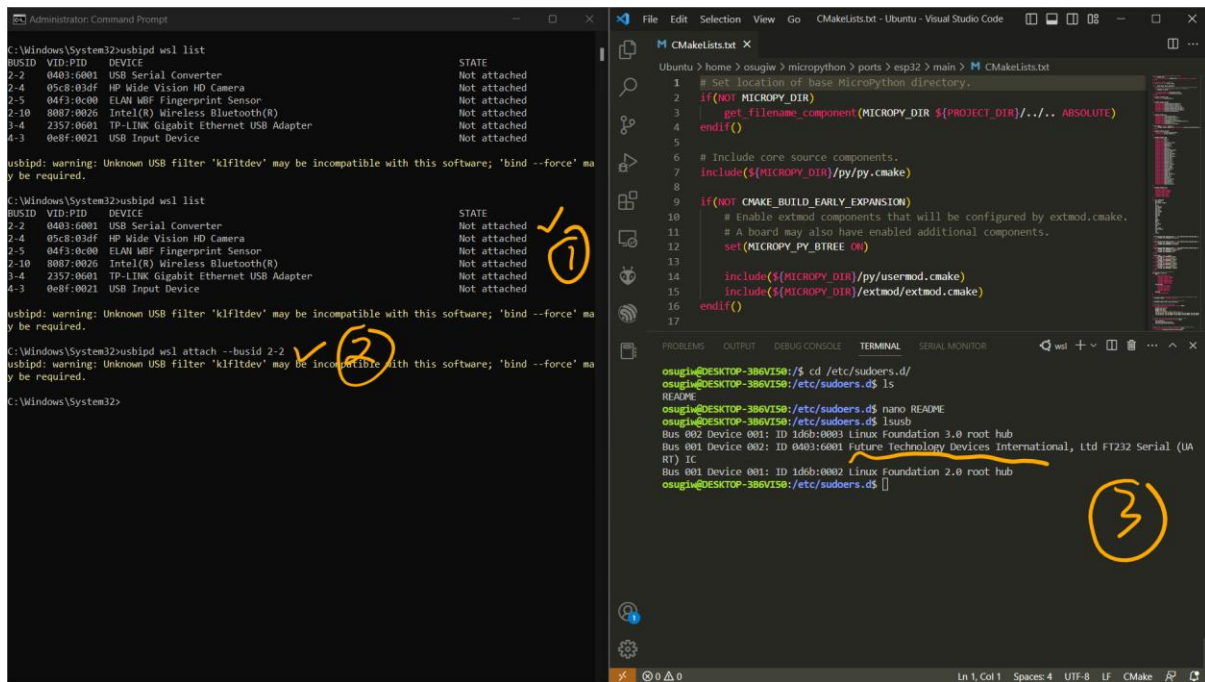 Administrator: Command Prompt
C:\Windows\System32>usbipd wsl list
BUSID VID:PID DEVICE STATE
2-2 0403:6001 USB Serial Converter Not attached
2-4 05c8:03df HP Wide Vision HD Camera Not attached
2-5 04f3:0c00 ELAN WBF Fingerprint Sensor Not attached
2-10 8087:0026 Intel(R) Wireless Bluetooth(R) Not attached
3-4 2357:0601 TP-LINK Gigabit Ethernet USB Adapter Not attached
4-3 0e8f:0021 USB Input Device Not attached
usbipd: warning: Unknown USB filter 'klfltdev' may be incompatible with this software; 'bind --force' ma
y be required.
C:\Windows\System32>usbipd wsl list
BUSID VID:PID DEVICE STATE
2-2 0403:6001 USB Serial Converter Not attached
2-4 05c8:03df HP Wide Vision HD Camera Not attached
2-5 04f3:0c00 ELAN WBF Fingerprint Sensor Not attached
2-10 8087:0026 Intel(R) Wireless Bluetooth(R) Not attached
3-4 2357:0601 TP-LINK Gigabit Ethernet USB Adapter Not attached
4-3 0e8f:0021 USB Input Device Not attached
1
usbipd: warning: Unknown USB filter 'klfltdev' may be incompatible with this software; 'bind --force' ma
y be required.
C:\Windows\System32>usbipd wsl attach --busid 2-2
2
usbipd: warning: Unknown USB filter 'klfltdev' may be incompatible with this software; 'bind --force' ma
y be required.
C:\Windows\System32>
File Edit Selection View Go CMakeLists.txt - Ubuntu - Visual Studio Code
CMakeLists.txt
Ubuntu > home > osugiw > micropython > ports > esp32 > main > CMakeLists.txt
1 # Set location of base MicroPython directory.
2 if(NOT MICROPY_DIR)
3 get_filename_component(MICROPY_DIR ${PROJECT_DIR}/../.. ABSOLUTE)
4 endif()
5
6 # Include core source components.
7 include(${MICROPY_DIR}/py/py.cmake)
8
9 if(NOT CMAKE_BUILD_EARLY_EXPANSION)
10 # Enable extmod components that will be configured by extmod.cmake.
11 # A board may also have enabled additional components.
12 set(MICROPY_PY_BTREE ON)
13
14 include(${MICROPY_DIR}/py/usermod.cmake)
15 include(${MICROPY_DIR}/extmod/extmod.cmake)
16 endif()
17
PROBLEMS OUTPUT DEBUG CONSOLE TERMINAL SERIAL MONITOR wsl
osugiw@DESKTOP-3B6VI50:/$ cd /etc/sudoers.d/
osugiw@DESKTOP-3B6VI50:/etc/sudoers.d$ ls
README
osugiw@DESKTOP-3B6VI50:/etc/sudoers.d$ nano README
osugiw@DESKTOP-3B6VI50:/etc/sudoers.d$ lsusb
Bus 002 Device 001: ID 1d6b:0003 Linux Foundation 3.0 root hub
Bus 001 Device 002: ID 0403:6001 Future Technology Devices International, Ltd FT232 Serial (UA
RT) IC
Bus 001 Device 001: ID 1d6b:0002 Linux Foundation 2.0 root hub
osugiw@DESKTOP-3B6VI50:/etc/sudoers.d$
3
1
0 0 Ln 1, Col 1 Spaces: 4 UTF-8 LF CMake